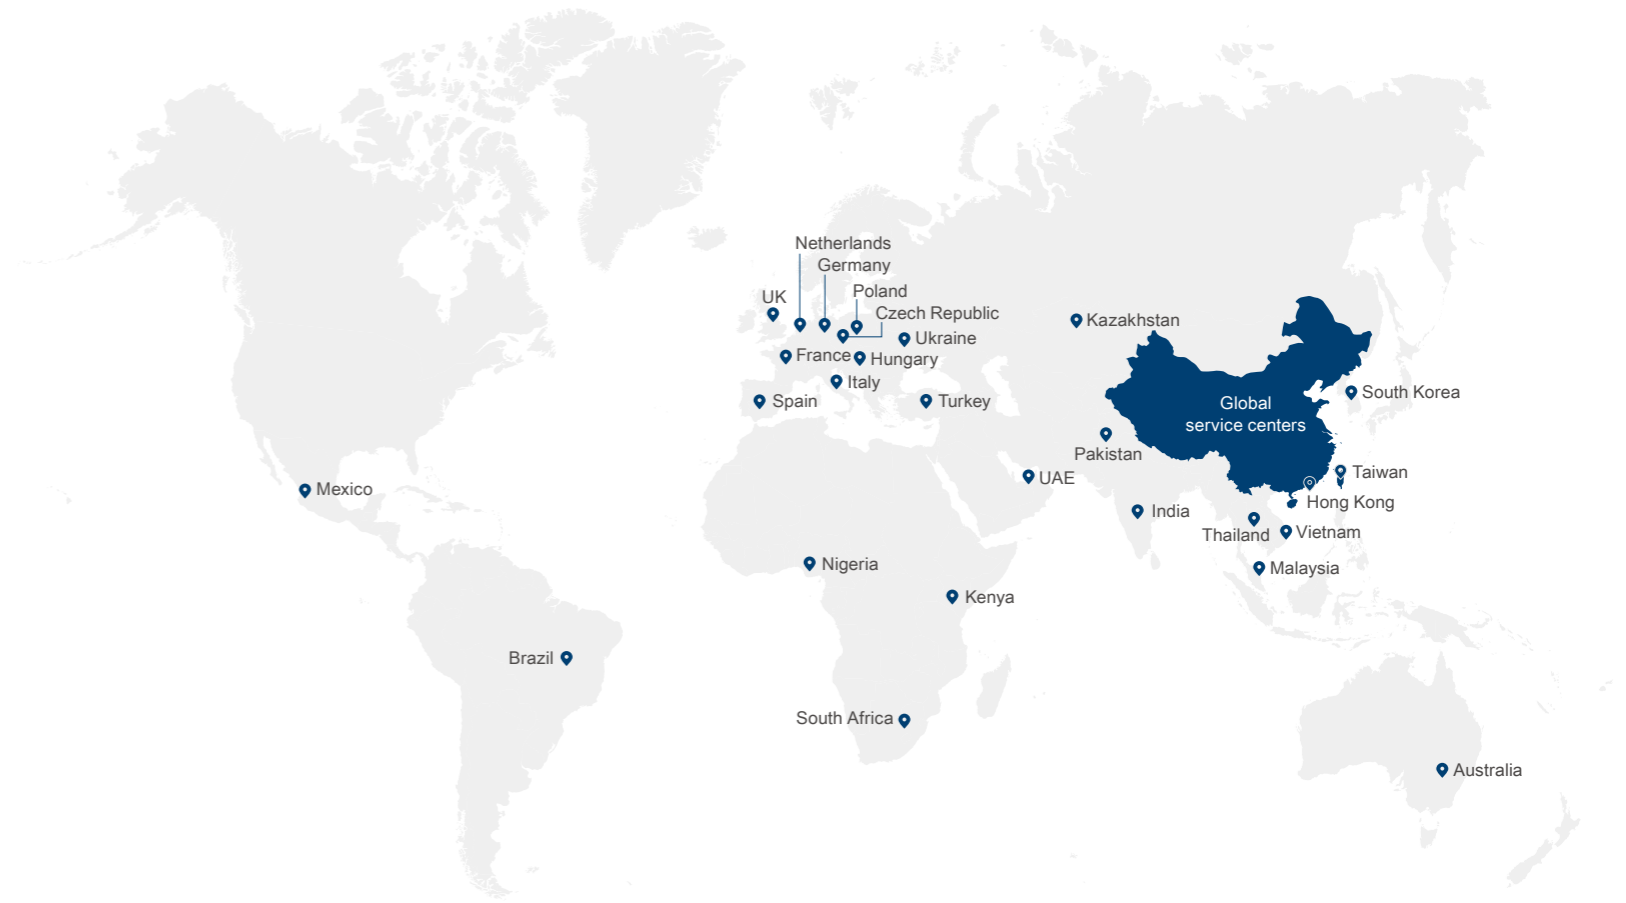 Netherlands
Germany
UK
Poland
Czech Republic
Kazakhstan
Ukraine
France
Hungary
Italy
Spain
Turkey
South Korea
Global
service centers
Pakistan
Taiwan
UAE
Mexico
Hong Kong
India
Thailand
Vietnam
Nigeria
Malaysia
Kenya
Brazil
South Africa
Australia